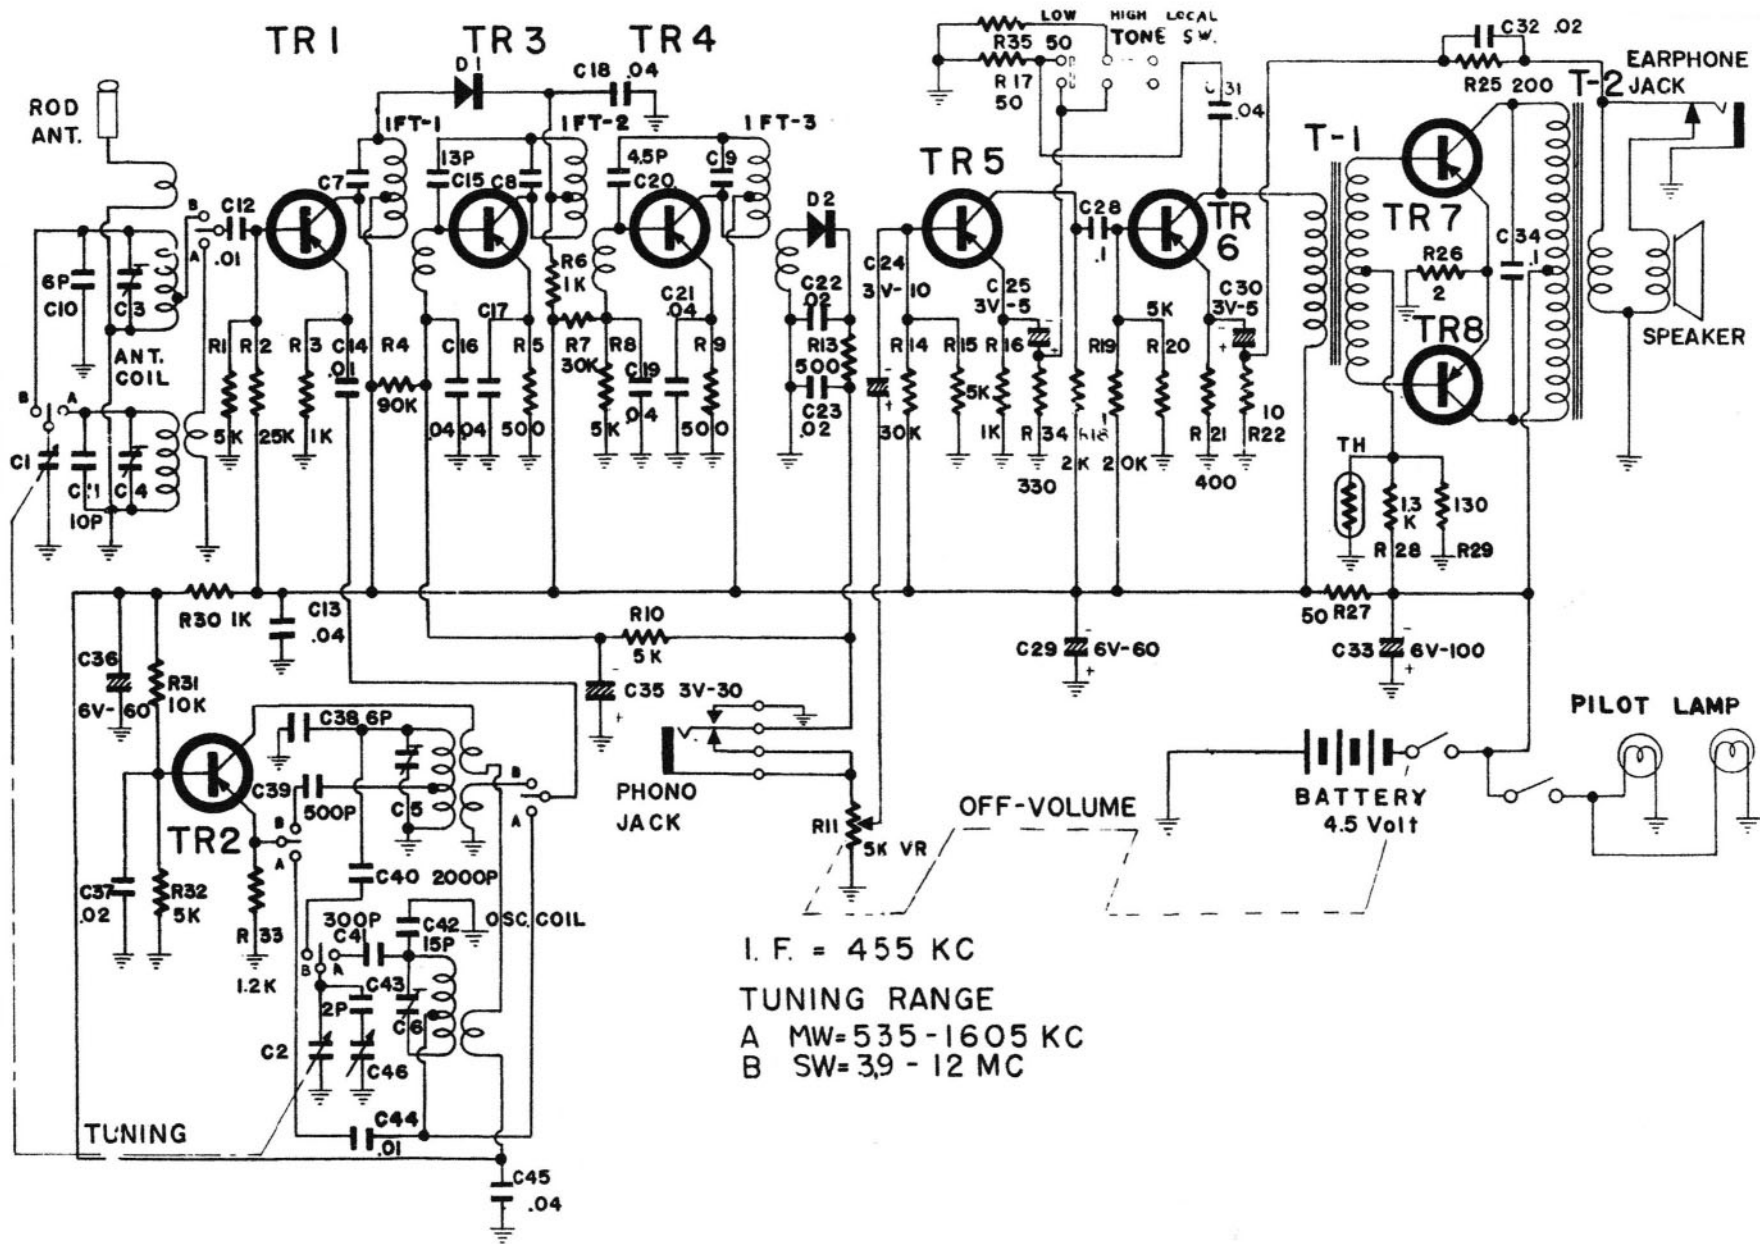 LOW HIGH LOCAL
TONE SW.
C32 .02
TR1 TR3 TR4
D1
C18 .04
R35 50
R17
50
.04
R25 200
T-2
EARPHONE
JACK
ROD
ANT.
IFT-1
IFT-2
IFT-3
13P
C15
C7
C8
45P
C20
C9
TR5
T-1
C12
.01
B
A
D2
TR
6
TR7
C28
.1
R26
2
C34
.1
6P
C10
C3
R6
1K
C21
.04
C22
.02
C24
3V-10
C25
3V-5
C30
3V-5
5K
TR8
SPEAKER
ANT.
COIL
R1
R3
C14
.01
R4
90K
C16
C17
R7
30K
R8
C19
.04
R13
500
C23
.02
R14
R15
R16
R19
R20
B
A
5K
25K
1K
.04
.04
500
5K
500
30K
5K
1K
R34
2K
R21
10
R22
330
400
C1
C4
10P
TH
1.3
K
130
R28
R29
R30 1K
C13
.04
R10
5K
50
R27
C29
6V-60
C33
6V-100
C36
6V-60
R31
10K
C35 3V-30
C38 6P
PILOT LAMP
C39
500P
C5
B
A
B
A
TR2
PHONO
JACK
R11
5K VR
OFF-VOLUME
BATTERY
4.5 Volt
C37
.02
R32
5K
R33
1.2K
C40 2000P
300P
C42
15P
OSC. COIL
B
A
C43
2P
C6
C2
C46
I.F. = 455 KC
TUNING RANGE
A MW=535-1605 KC
B SW=3,9-12 MC
TUNING
C44
.01
C45
.04